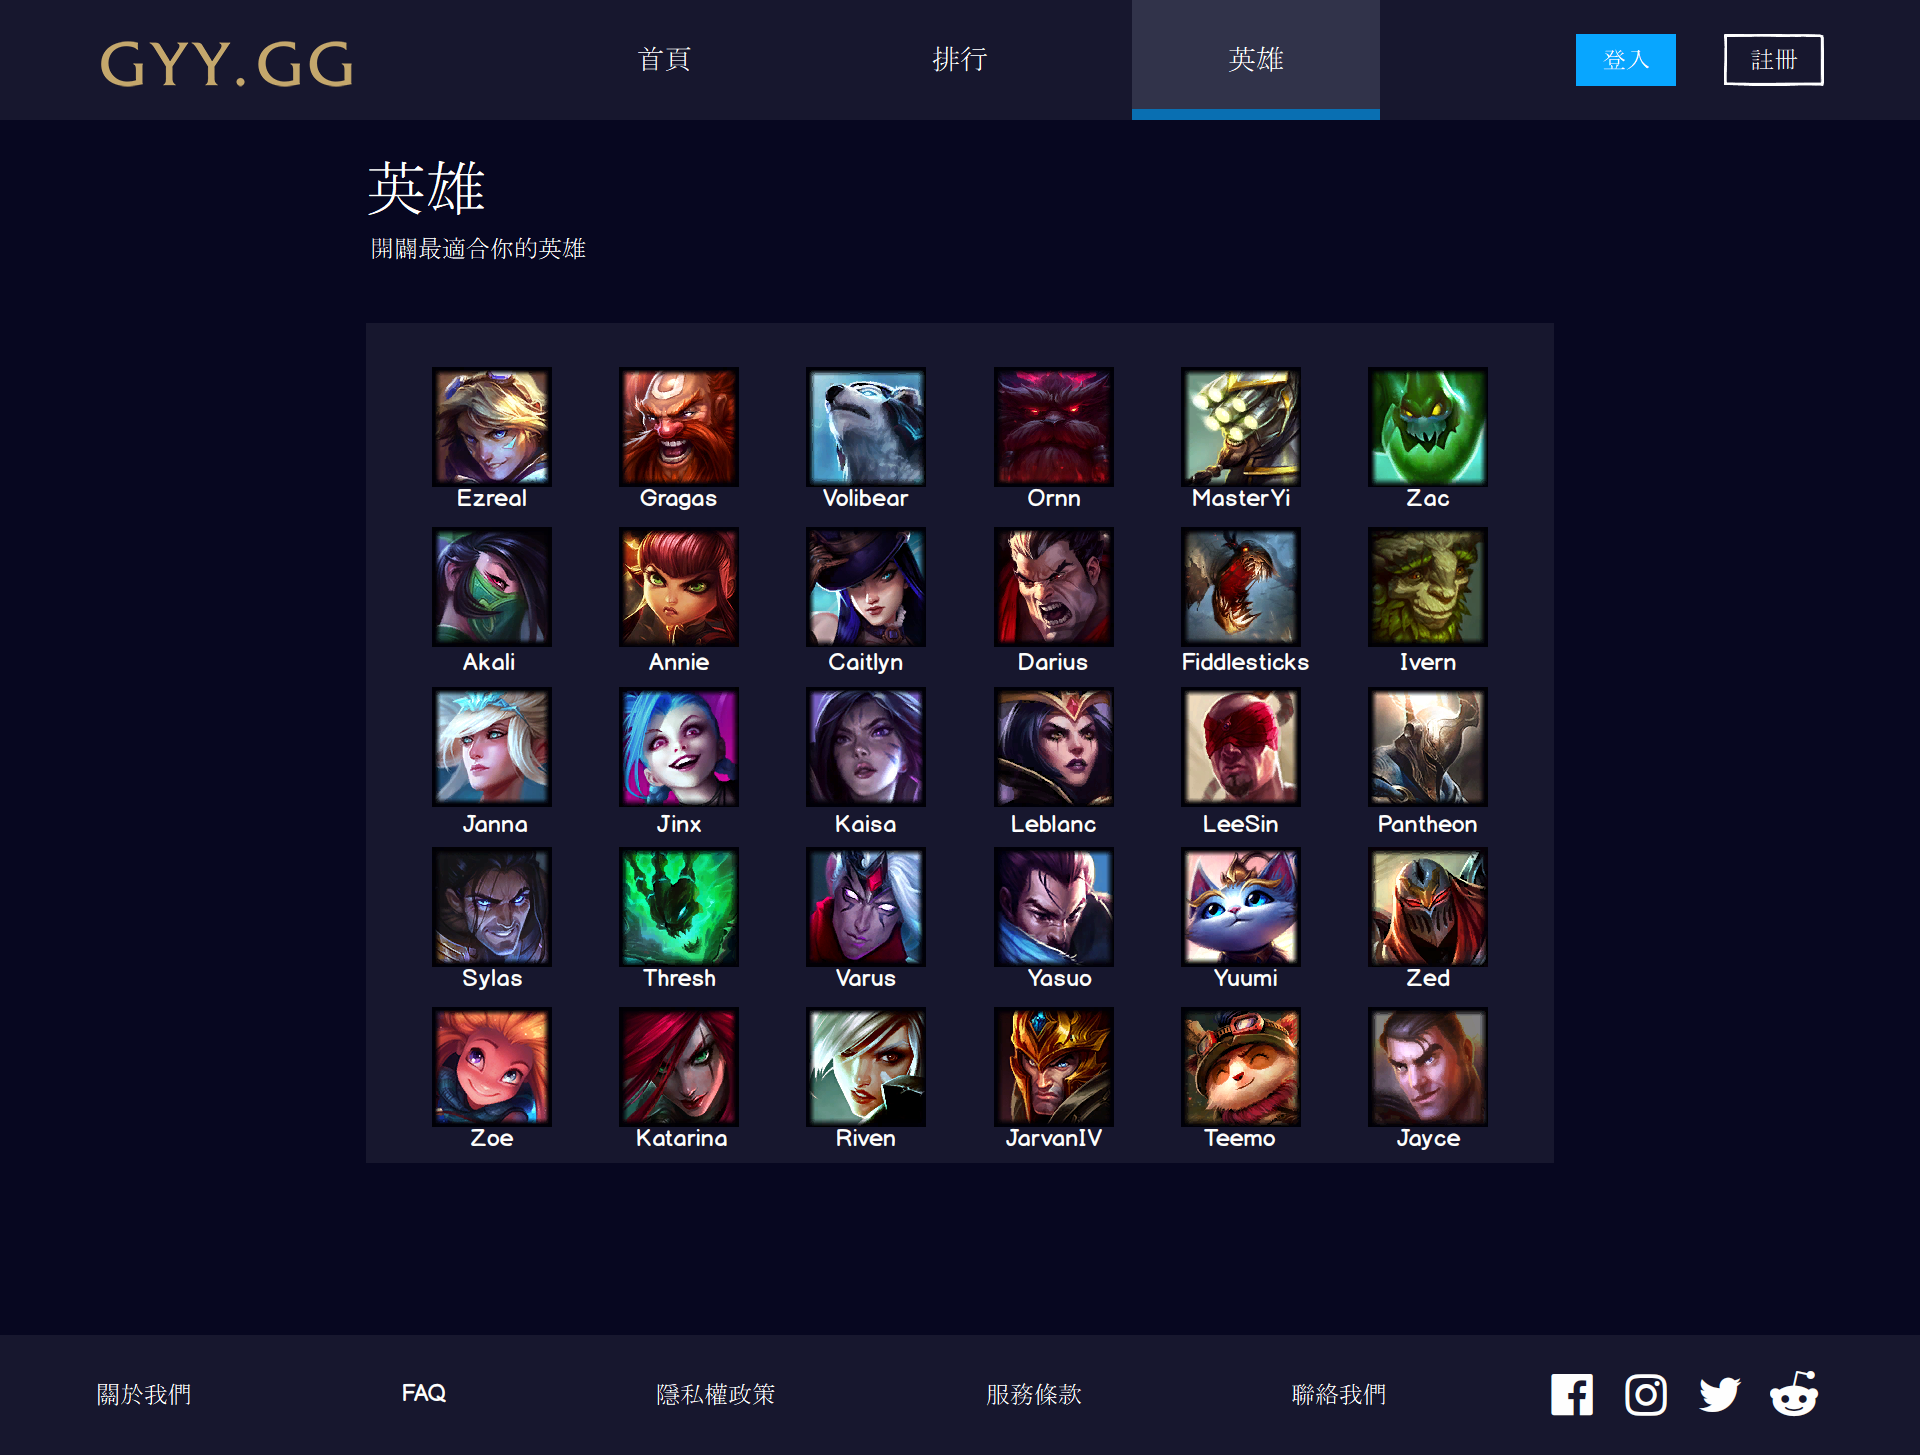 GYY.GG 首頁 排行 英雄 登入 註冊
英雄
開闢最適合你的英雄
Ezreal Gragas Volibear Ornn MasterYi Zac
Akali Annie Caitlyn Darius Fiddlesticks Ivern
Janna Jinx Kaisa Leblanc LeeSin Pantheon
Sylas Thresh Varus Yasuo Yuumi Zed
Zoe Katarina Riven JarvanIV Teemo Jayce
關於我們 FAQ 隱私權政策 服務條款 聯絡我們